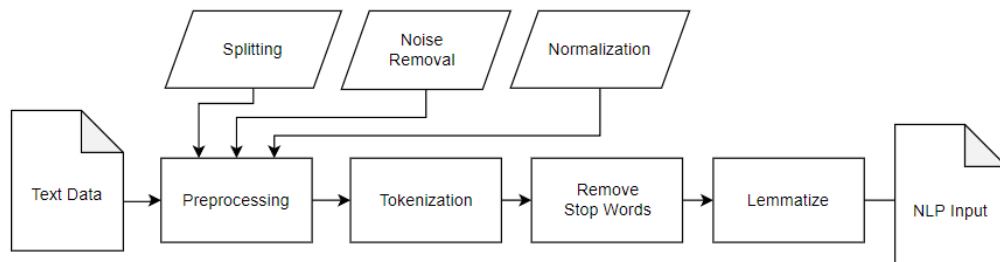 Splitting
Noise
Removal
Normalization
Text Data
Preprocessing
Tokenization
Remove
Stop Words
Lemmatize
NLP Input